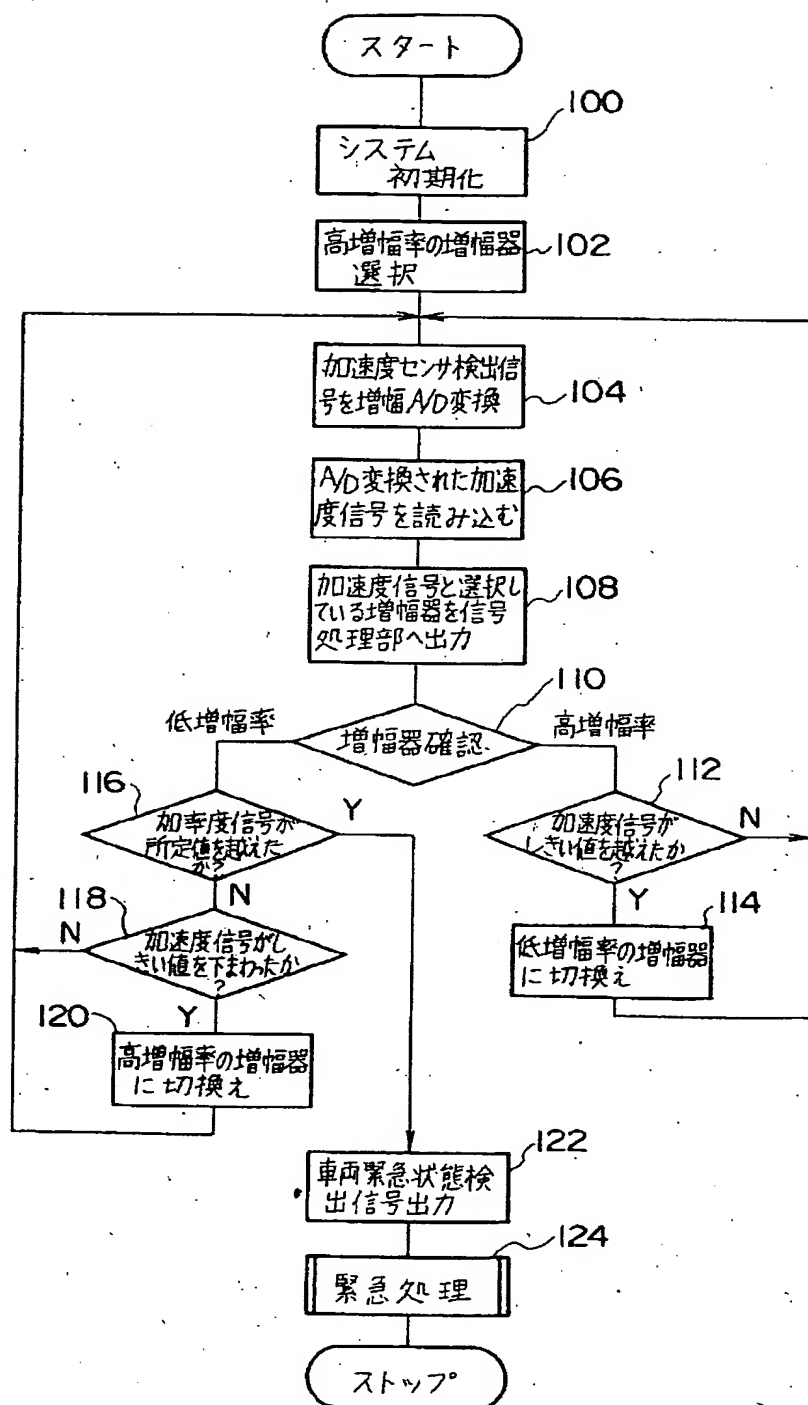 スタート
100
システム
初期化
高増幅率の増幅器
選択
102
加速度センサ検出信
号を増幅A/D変換
104
A/D変換された加速
度信号を読み込む
106
加速度信号と選択し
ている増幅器を信号
処理部へ出力
108
110
低増幅率
増幅器確認
高増幅率
116
加率度信号が
所定値を越えた
か?
Y
112
加速度信号が
しきい値を越えたか
?
N
Y
118
N
N
加速度信号がし
きい値を下まわったか
?
114
低増幅率の増幅器
に切換え
120
Y
高増幅率の増幅器
に切換え
122
車両緊急状態検
出信号出力
124
緊急処理
ストップ